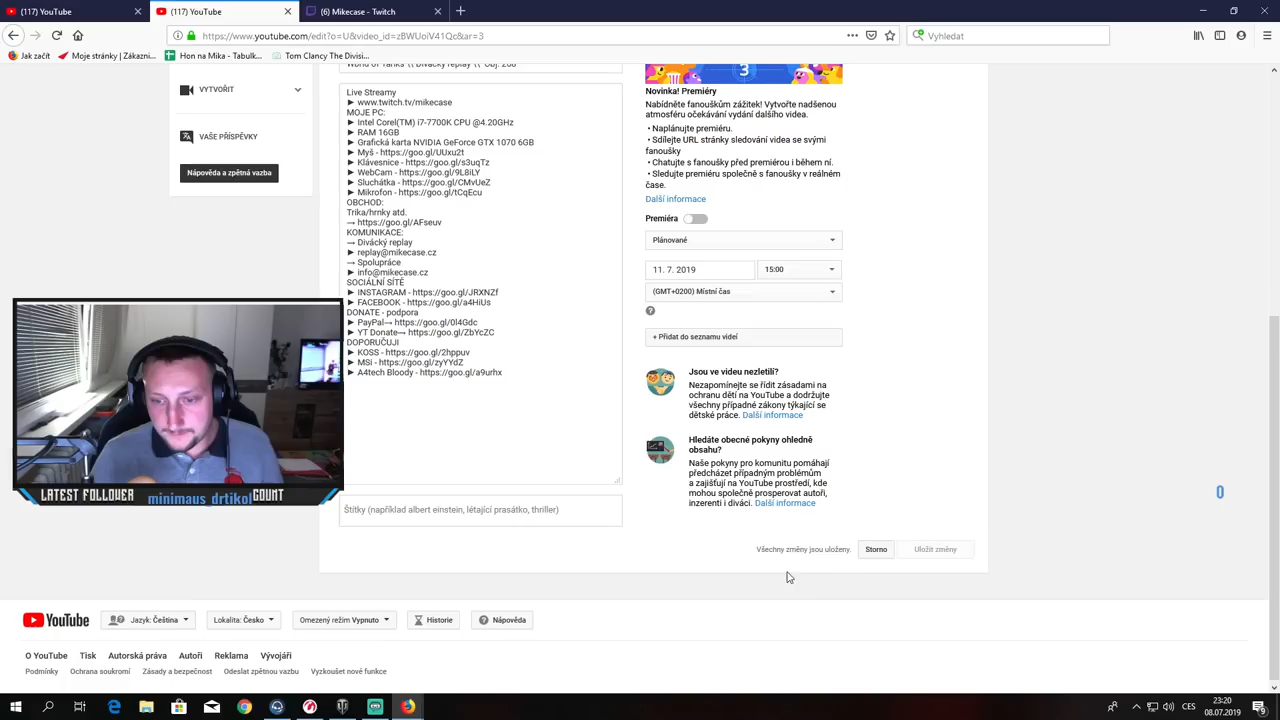 (117) YouTube
(117) YouTube
(6) Mikecase - Twitch
https://www.youtube.com/edit?o=U&video_id=zBWUoiV41Qc&ar=3
Vyhledat
Jak začít
Moje stránky | Zákazni...
Hon na Mika - Tabulk...
Tom Clancy The Divisi...
VYTVOŘIT
VAŠE PŘÍSPĚVKY
Nápověda a zpětná vazba
World of Tanks \\ Divácký replay \\ Obj. 268
Live Streamy
► www.twitch.tv/mikecase
MOJE PC:
► Intel Corel(TM) i7-7700K CPU @4.20GHz
► RAM 16GB
► Grafická karta NVIDIA GeForce GTX 1070 6GB
► Myš - https://goo.gl/UUxu2t
► Klávesnice - https://goo.gl/s3uqTz
► WebCam - https://goo.gl/9L8iLY
► Sluchátka - https://goo.gl/CMvUeZ
► Mikrofon - https://goo.gl/tCqEcu
OBCHOD:
Trika/hrnky atd.
→ https://goo.gl/AFseuv
KOMUNIKACE:
→ Divácký replay
► replay@mikecase.cz
→ Spolupráce
► info@mikecase.cz
SOCIÁLNÍ SÍTĚ
► INSTAGRAM - https://goo.gl/JRXNZf
► FACEBOOK - https://goo.gl/a4HiUs
DONATE - podpora
► PayPal→ https://goo.gl/0l4Gdc
► YT Donate→ https://goo.gl/ZbYcZC
DOPORUČUJI
► KOSS - https://goo.gl/2hppuv
► MSi - https://goo.gl/zyYYdZ
► A4tech Bloody - https://goo.gl/a9urhx
Štítky (například albert einstein, létající prasátko, thriller)
3
Novinka! Premiéry
Nabídněte fanouškům zážitek! Vytvořte nadšenou
atmosféru očekávání vydání dalšího videa.
• Naplánujte premiéru.
• Sdílejte URL stránky sledování videa se svými
fanoušky
• Chatujte s fanoušky před premiérou i během ní.
• Sledujte premiéru společně s fanoušky v reálném
čase.
Další informace
Premiéra
Plánované
11. 7. 2019
15:00
(GMT+0200) Místní čas
+ Přidat do seznamu videí
Jsou ve videu nezletilí?
Nezapomínejte se řídit zásadami na
ochranu dětí na YouTube a dodržujte
všechny případné zákony týkající se
dětské práce. Další informace
Hledáte obecné pokyny ohledně
obsahu?
Naše pokyny pro komunitu pomáhají
předcházet případným problémům
a zajišťují na YouTube prostředí, kde
mohou společně prosperovat autoři,
inzerenti i diváci. Další informace
Všechny změny jsou uloženy.
Storno
Uložit změny
LATEST FOLLOWER
minimaus_drtikol
COUNT
0
YouTube
Jazyk: Čeština
Lokalita: Česko
Omezený režim Vypnuto
Historie
Nápověda
O YouTube
Tisk
Autorská práva
Autoři
Reklama
Vývojáři
Podmínky
Ochrana soukromí
Zásady a bezpečnost
Odeslat zpětnou vazbu
Vyzkoušet nové funkce
CES
23:20
08.07.2019